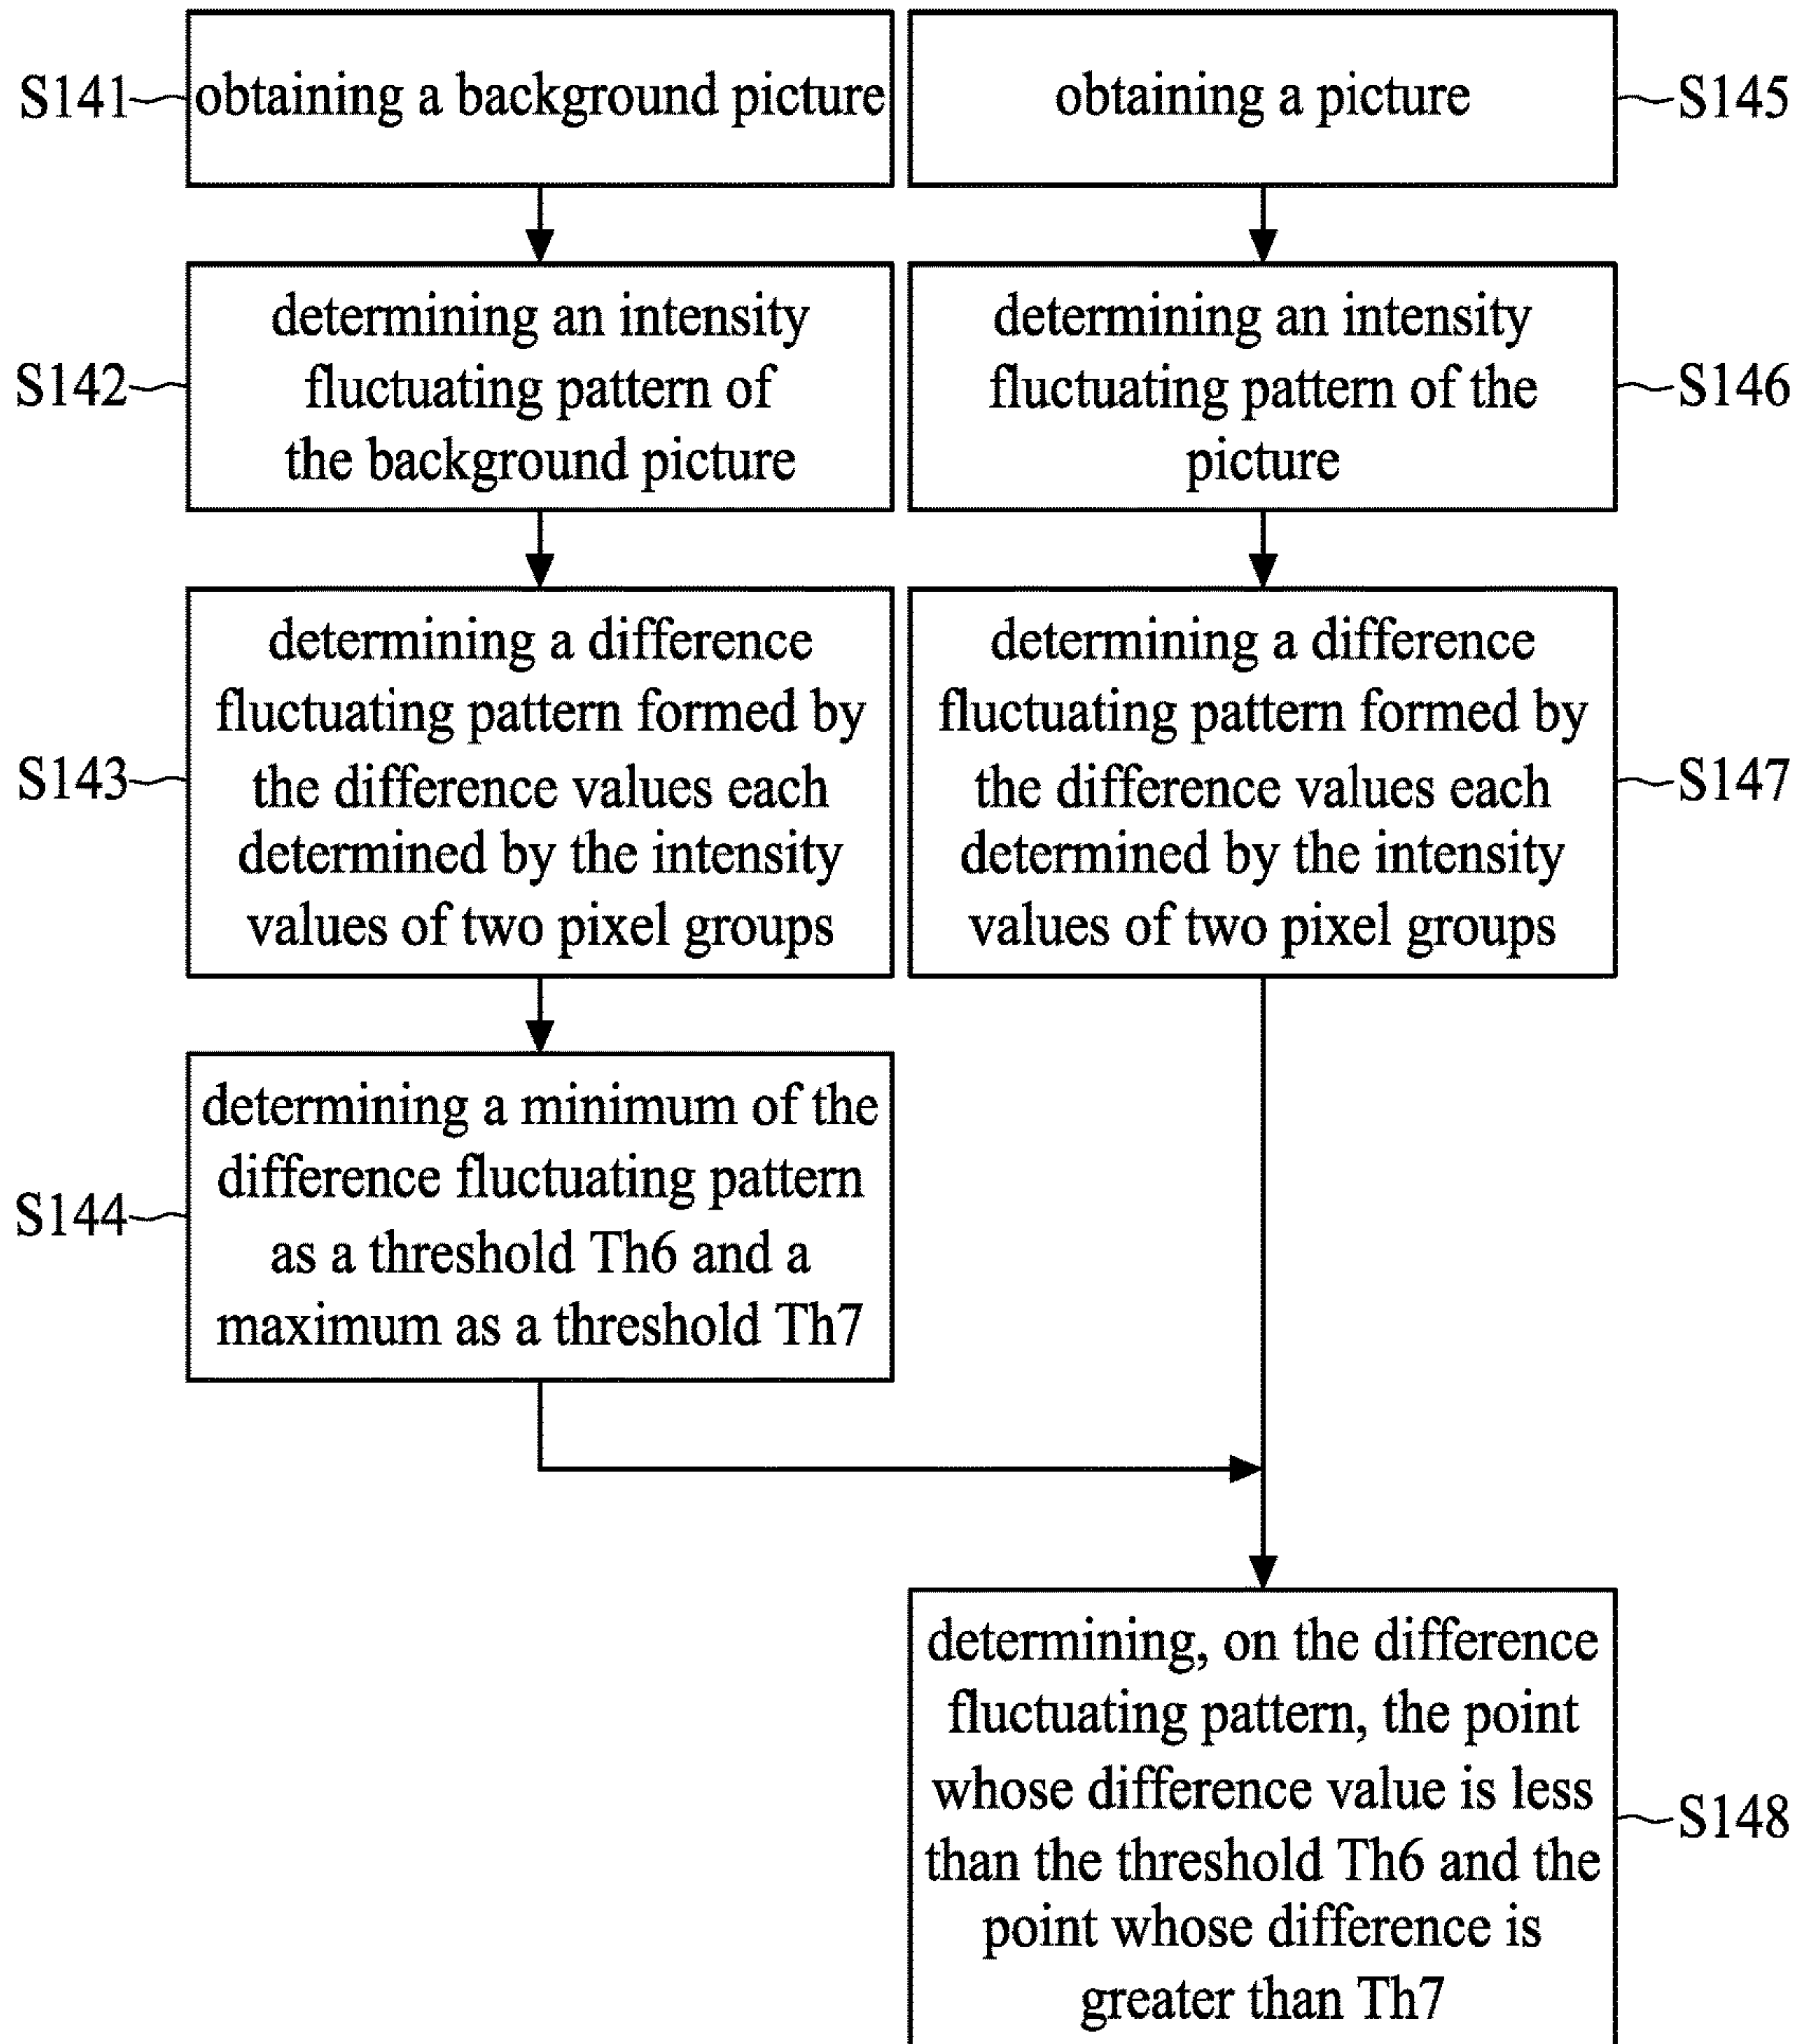 S141
obtaining a background picture
obtaining a picture
S145
S142
determining an intensity
fluctuating pattern of
the background picture
determining an intensity
fluctuating pattern of the
picture
S146
S143
determining a difference
fluctuating pattern formed by
the difference values each
determined by the intensity
values of two pixel groups
determining a difference
fluctuating pattern formed by
the difference values each
determined by the intensity
values of two pixel groups
S147
S144
determining a minimum of the
difference fluctuating pattern
as a threshold Th6 and a
maximum as a threshold Th7
determining, on the difference
fluctuating pattern, the point
whose difference value is less
than the threshold Th6 and the
point whose difference is
greater than Th7
S148